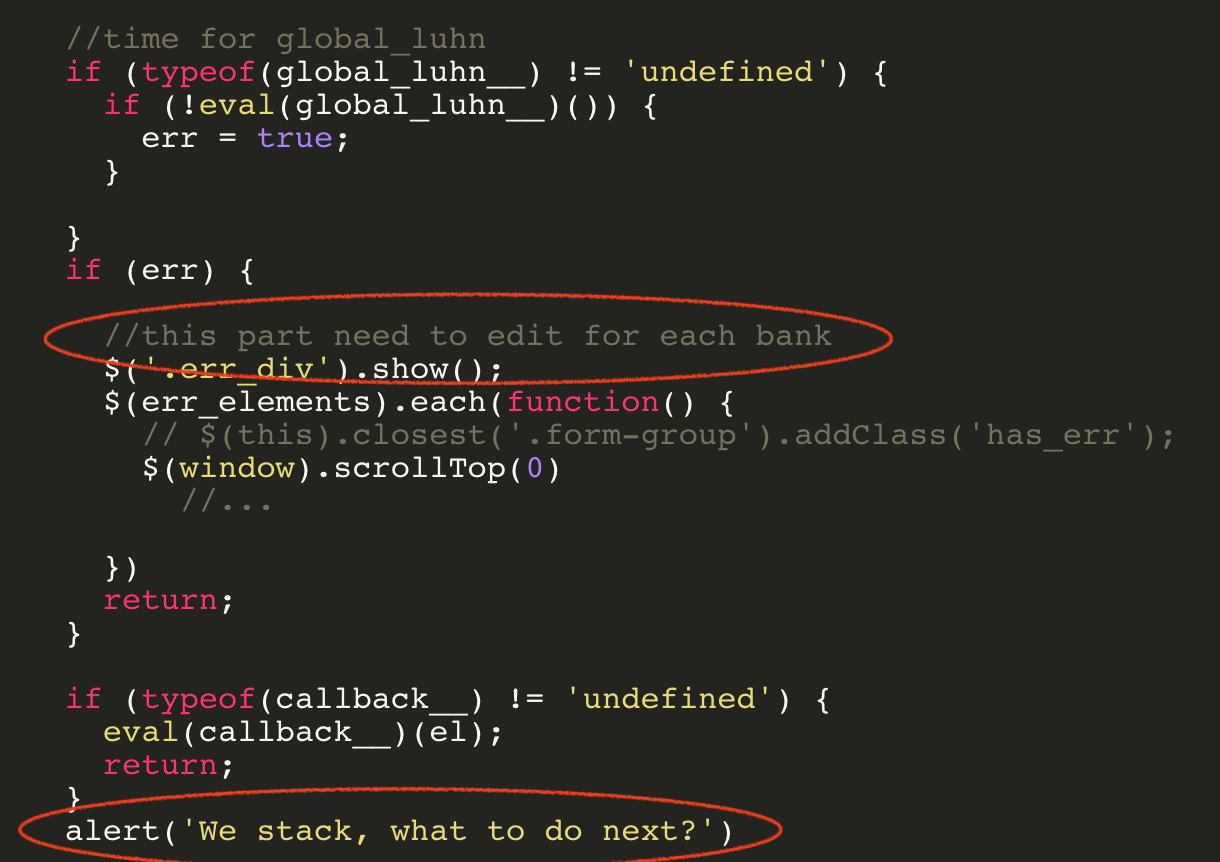 //time for global_luhn
if (typeof(global_luhn__) != 'undefined') {
if (!eval(global_luhn__)()) {
err = true;
}
}
if (err) {
//this part need to edit for each bank
$('.err_div').show();
$(err_elements).each(function() {
// $(this).closest('.form-group').addClass('has_err');
$(window).scrollTop(0)
//...
})
return;
}
if (typeof(callback__) != 'undefined') {
eval(callback__)(el);
return;
}
alert('We stack, what to do next?')